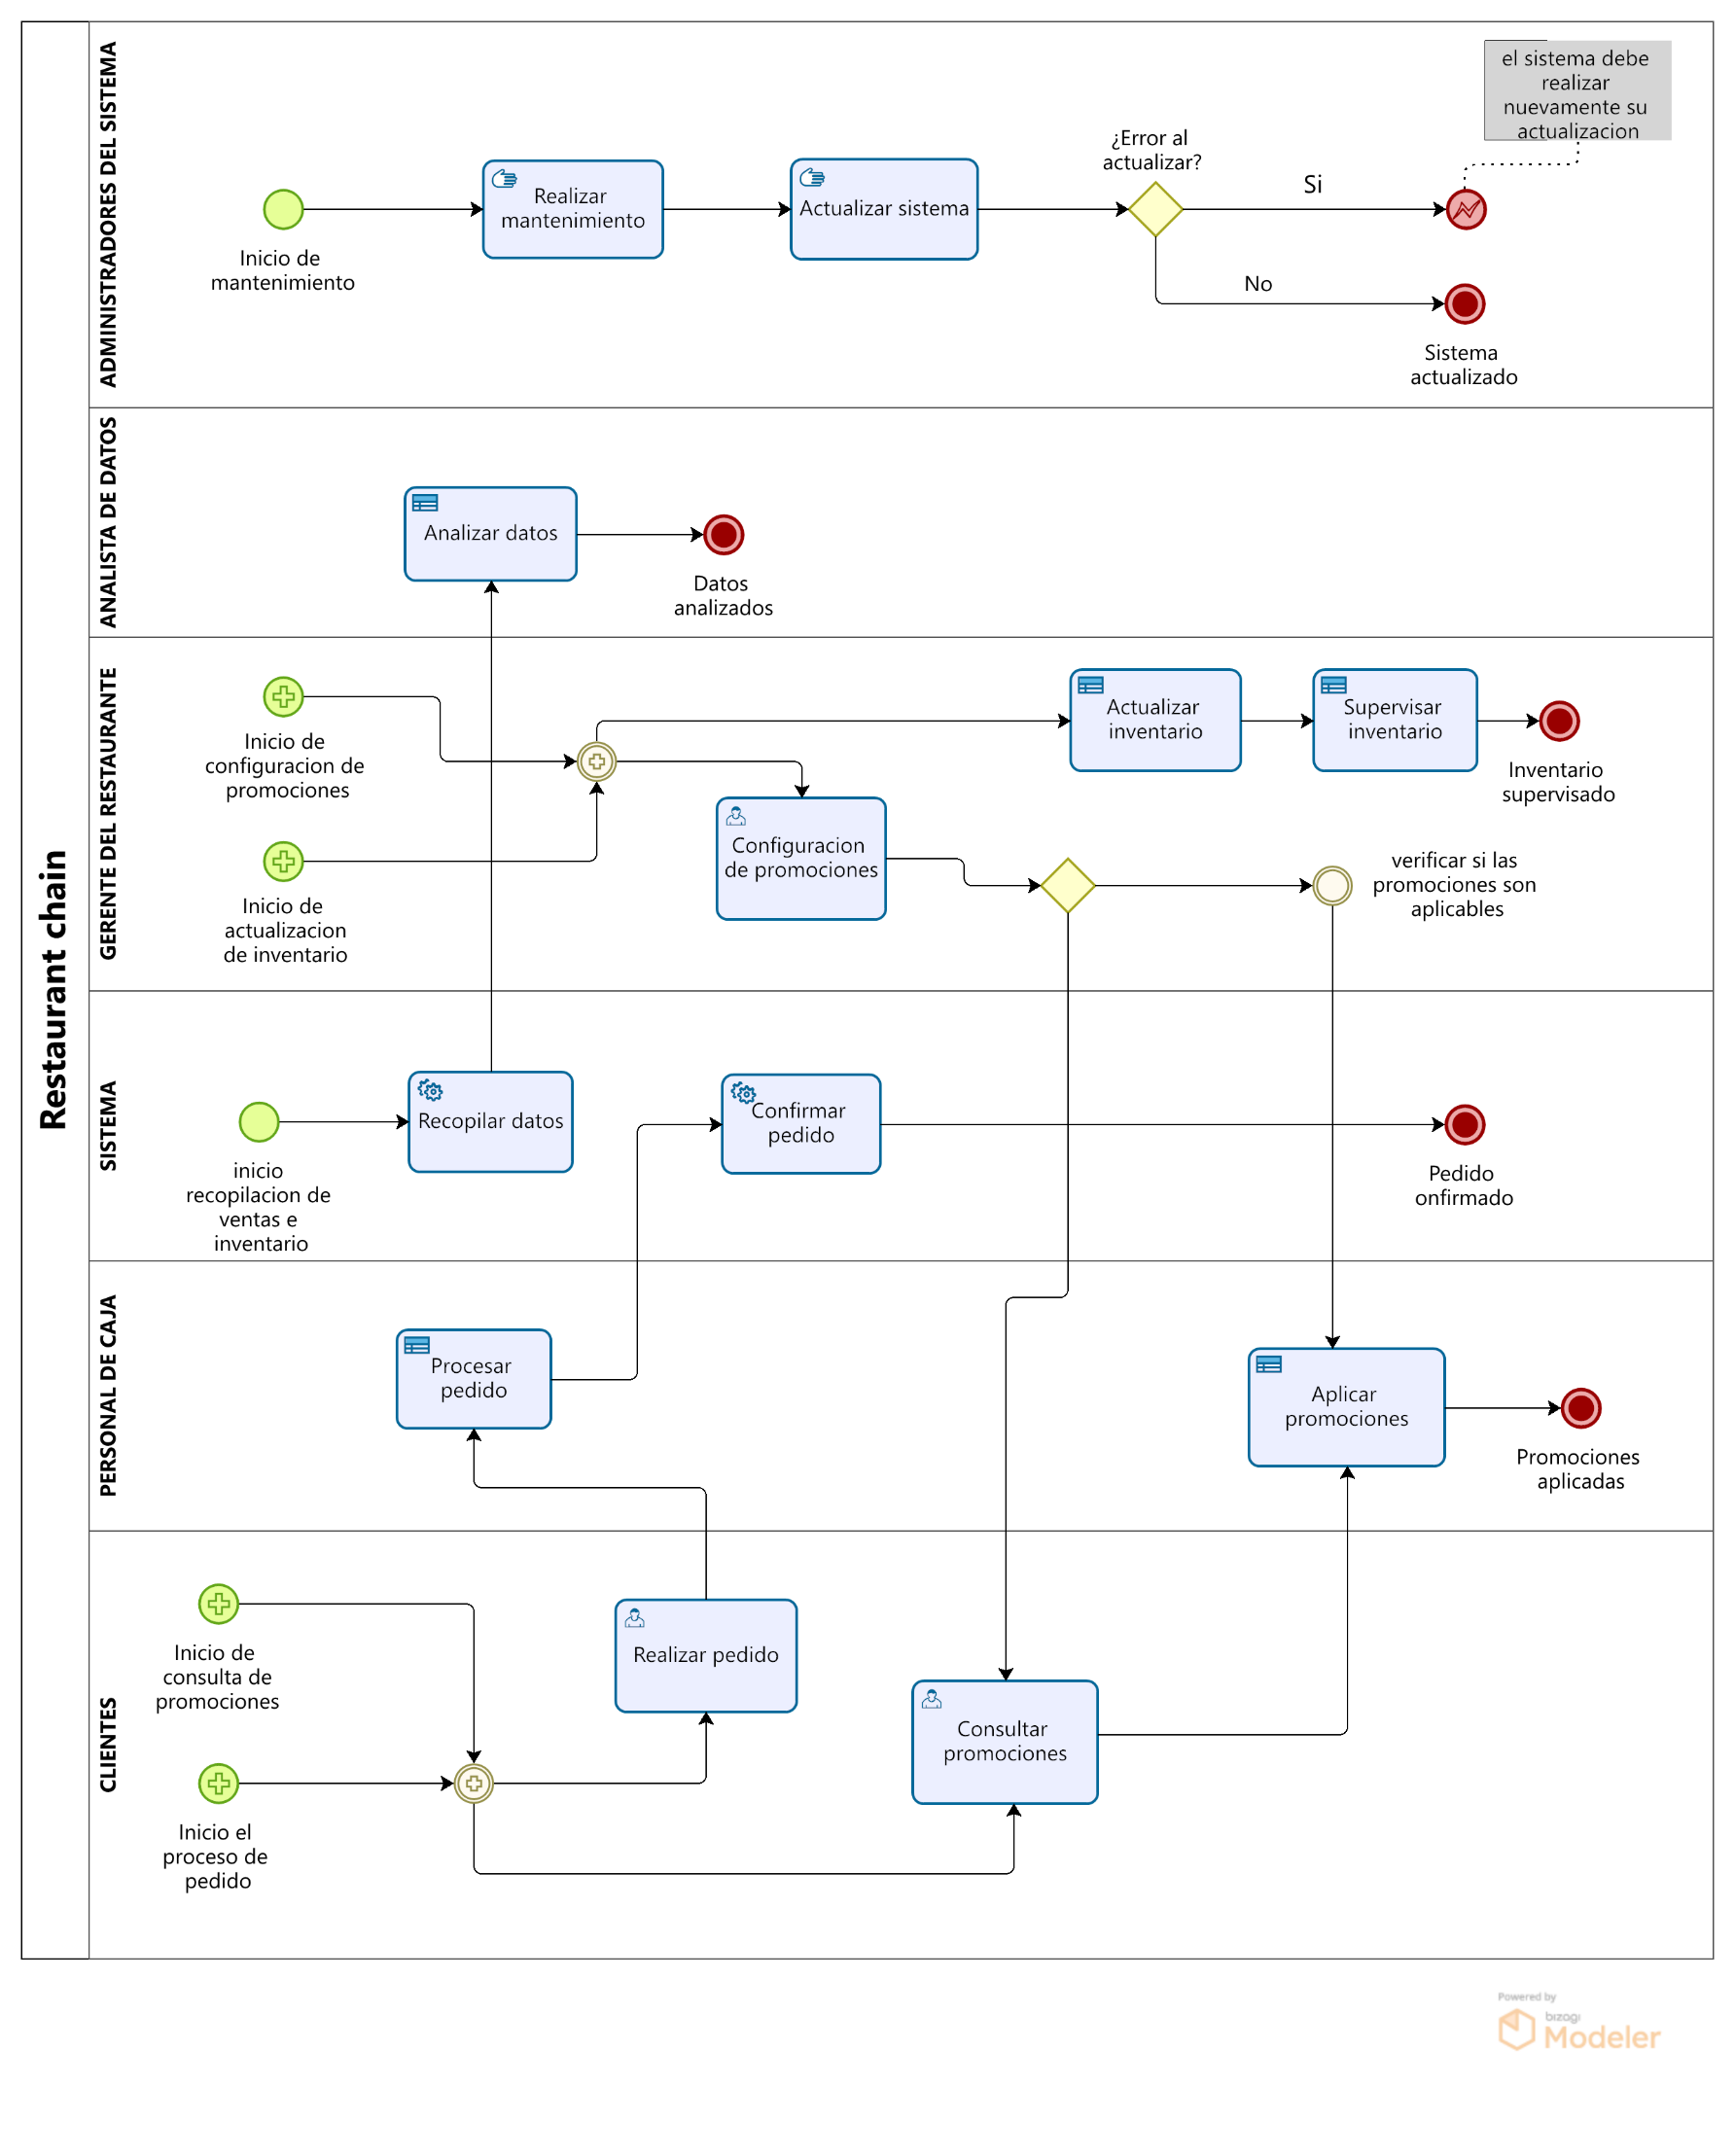 Restaurant chain
ADMINISTRADORES DEL SISTEMA
el sistema debe
realizar
nuevamente su
actualizacion
¿Error al
actualizar?
Si
Realizar
mantenimiento
Actualizar sistema
Inicio de
mantenimiento
No
Sistema
actualizado
ANALISTA DE DATOS
Analizar datos
Datos
analizados
GERENTE DEL RESTAURANTE
Inicio de
configuracion de
promociones
Actualizar
inventario
Supervisar
inventario
Inventario
supervisado
Configuracion
de promociones
Inicio de
actualizacion
de inventario
verificar si las
promociones son
aplicables
SISTEMA
Recopilar datos
Confirmar
pedido
inicio
recopilacion de
ventas e
inventario
Pedido
onfirmado
PERSONAL DE CAJA
Procesar
pedido
Aplicar
promociones
Promociones
aplicadas
CLIENTES
Inicio de
consulta de
promociones
Realizar pedido
Consultar
promociones
Inicio el
proceso de
pedido
Powered by
bizagi
Modeler